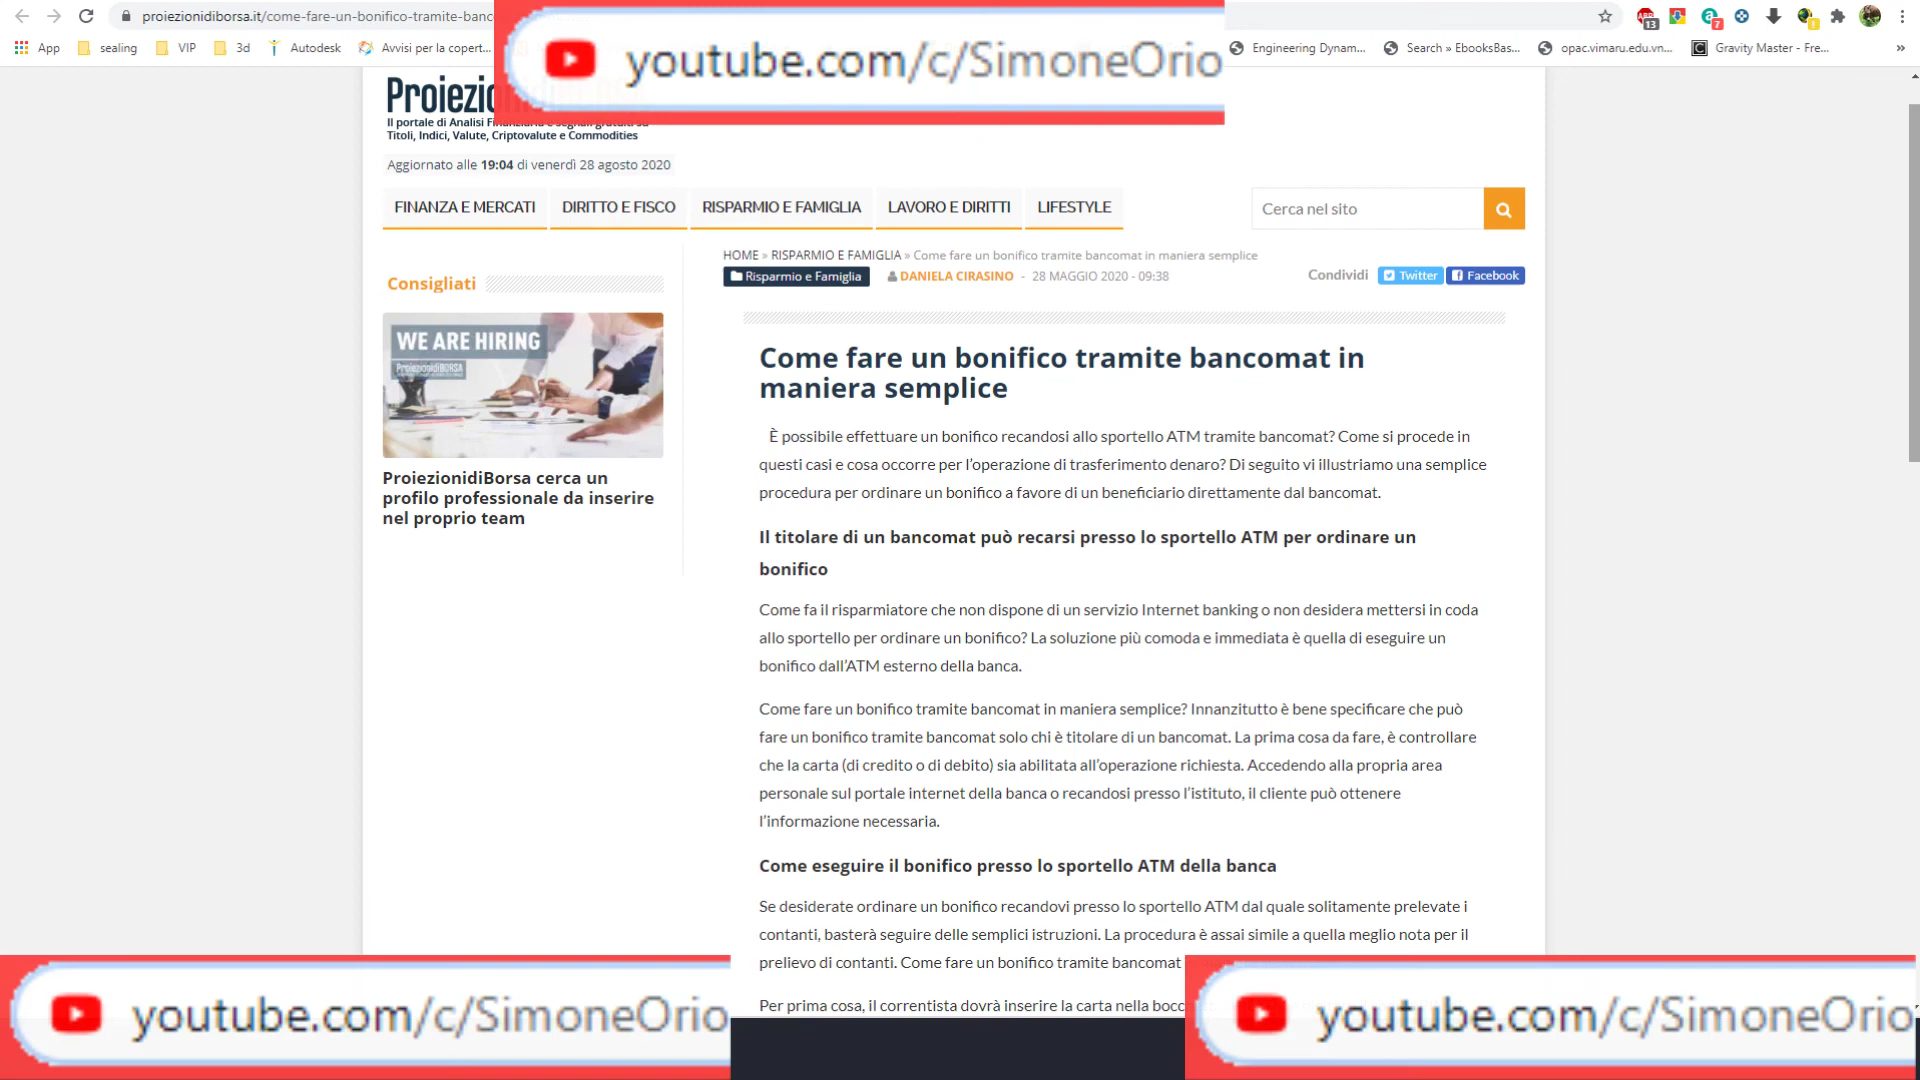 proiezionidiborsa.it/come-fare-un-bonifico-tramite-banc
youtube.com/c/SimoneOrio
App
sealing
VIP
3d
Autodesk
Avvisi per la copert...
Engineering Dynam...
Search » EbooksBas...
opac.vimaru.edu.vn...
Gravity Master - Fre...
»
13
7
Proiezio
Il portale di Analisi
Titoli, Indici, Valute, Criptovalute e Commodities
Aggiornato alle 19:04 di venerdì 28 agosto 2020
FINANZA E MERCATI
DIRITTO E FISCO
RISPARMIO E FAMIGLIA
LAVORO E DIRITTI
LIFESTYLE
Cerca nel sito
HOME » RISPARMIO E FAMIGLIA » Come fare un bonifico tramite bancomat in maniera semplice
Risparmio e Famiglia
DANIELA CIRASINO - 28 MAGGIO 2020 - 09:38
Condividi
Twitter
Facebook
Consigliati
WE ARE HIRING
ProiezionidiBORSA
ProiezionidiBorsa cerca un
profilo professionale da inserire
nel proprio team
Come fare un bonifico tramite bancomat in
maniera semplice
È possibile effettuare un bonifico recandosi allo sportello ATM tramite bancomat? Come si procede in
questi casi e cosa occorre per l’operazione di trasferimento denaro? Di seguito vi illustriamo una semplice
procedura per ordinare un bonifico a favore di un beneficiario direttamente dal bancomat.
Il titolare di un bancomat può recarsi presso lo sportello ATM per ordinare un
bonifico
Come fa il risparmiatore che non dispone di un servizio Internet banking o non desidera mettersi in coda
allo sportello per ordinare un bonifico? La soluzione più comoda e immediata è quella di eseguire un
bonifico dall’ATM esterno della banca.
Come fare un bonifico tramite bancomat in maniera semplice? Innanzitutto è bene specificare che può
fare un bonifico tramite bancomat solo chi è titolare di un bancomat. La prima cosa da fare, è controllare
che la carta (di credito o di debito) sia abilitata all’operazione richiesta. Accedendo alla propria area
personale sul portale internet della banca o recandosi presso l’istituto, il cliente può ottenere
l’informazione necessaria.
Come eseguire il bonifico presso lo sportello ATM della banca
Se desiderate ordinare un bonifico recandovi presso lo sportello ATM dal quale solitamente prelevate i
contanti, basterà seguire delle semplici istruzioni. La procedura è assai simile a quella meglio nota per il
prelievo di contanti. Come fare un bonifico tramite bancomat
Per prima cosa, il correntista dovrà inserire la carta nella bocc
youtube.com/c/SimoneOrio
youtube.com/c/SimoneOrio